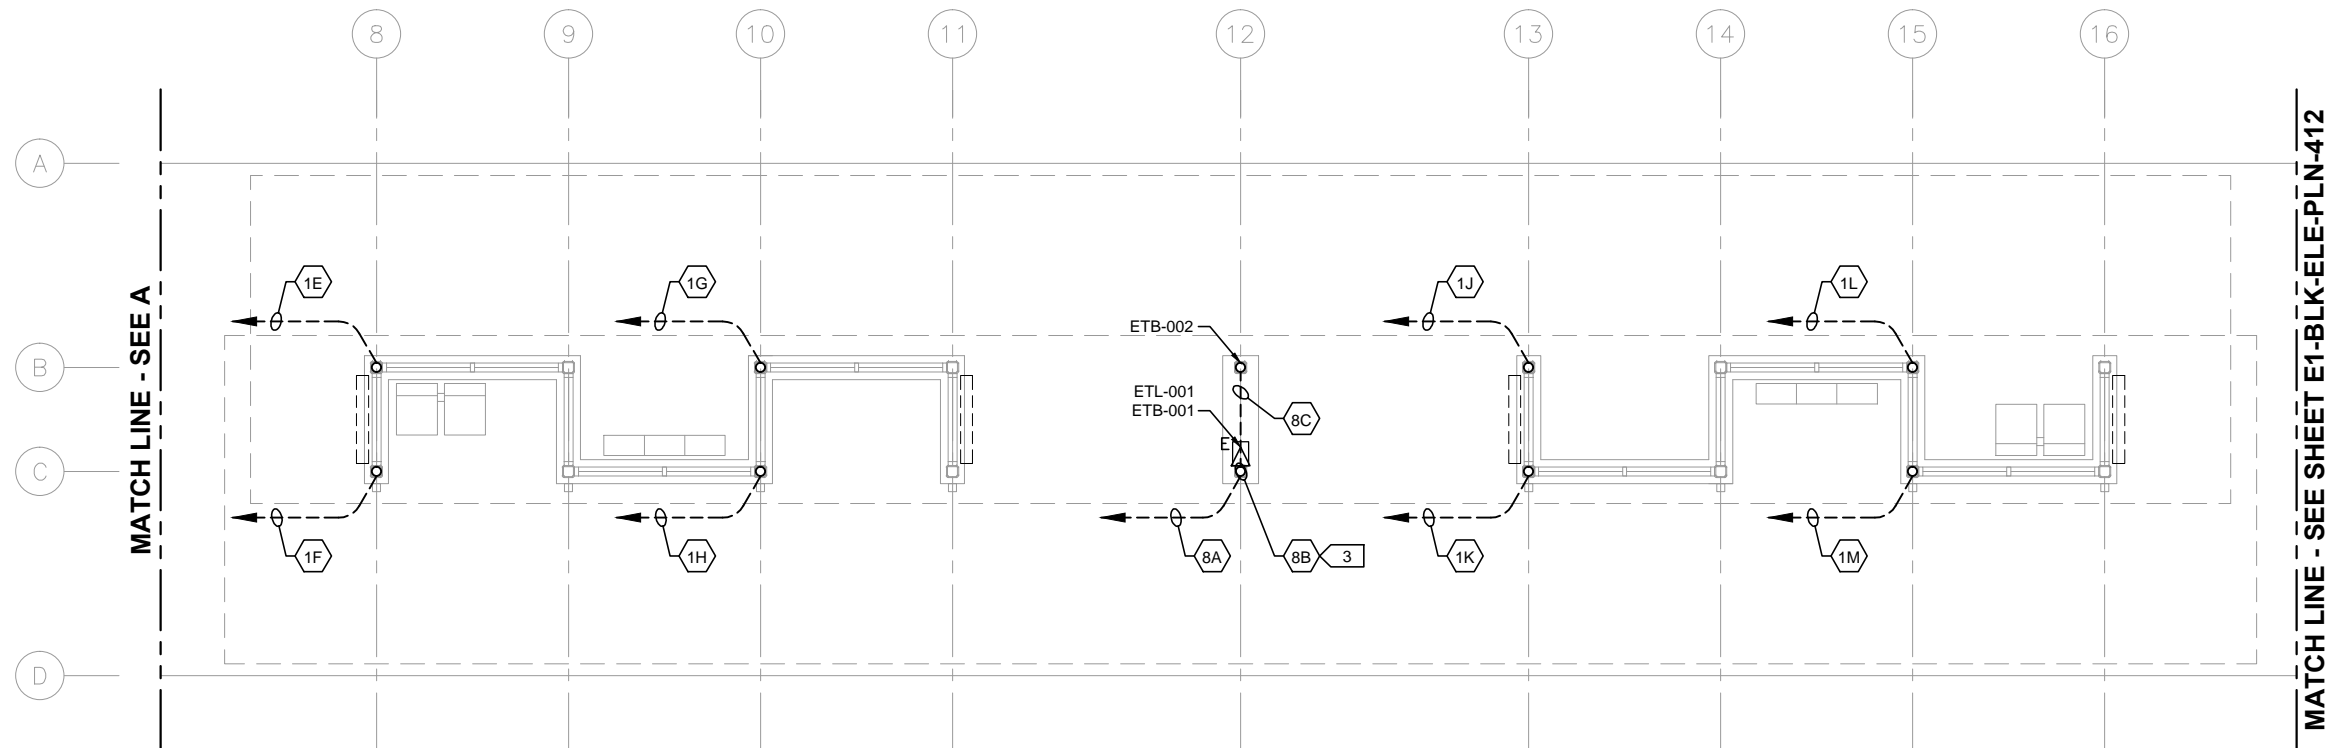 8
9
10
11
12
13
14
15
16
A
B
C
D
MATCH LINE - SEE A
MATCH LINE - SEE SHEET E1-BLK-ELE-PLN-412
1E
1G
1J
1L
ETB-002
ETL-001
ETB-001
E
8C
1F
1H
8A
8B
3
1K
1M